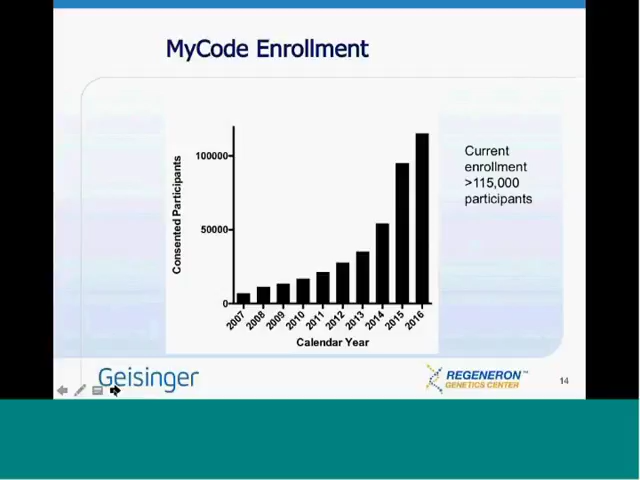 MyCode Enrollment
Consented Participants
100000
50000
0
2007
2008
2009
2010
2011
2012
2013
2014
2015
2016
Calendar Year
Current
enrollment
>115,000
participants
Geisinger
REGENERON™
GENETICS CENTER
14